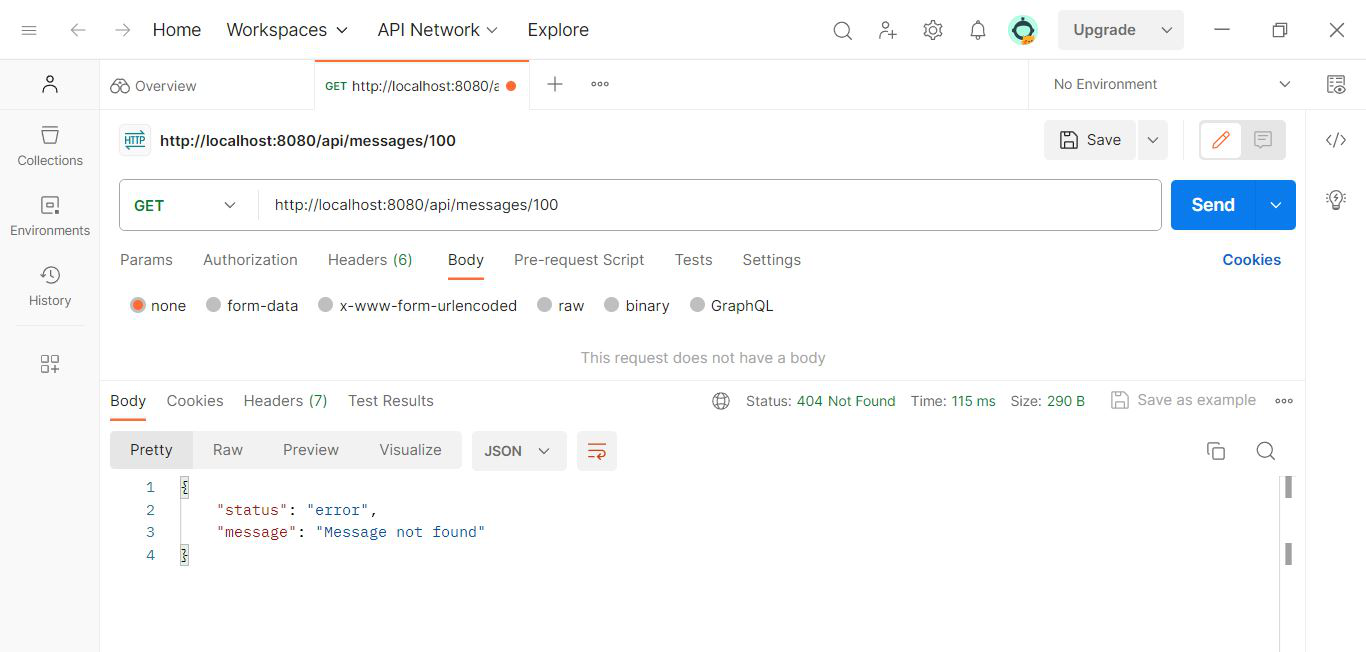 Home Workspaces API Network Explore Upgrade
Overview GET http://localhost:8080/a No Environment
HTTP http://localhost:8080/api/messages/100 Save
Collections
GET http://localhost:8080/api/messages/100 Send
Environments
Params Authorization Headers (6) Body Pre-request Script Tests Settings Cookies
History
none form-data x-www-form-urlencoded raw binary GraphQL
This request does not have a body
Body Cookies Headers (7) Test Results Status: 404 Not Found Time: 115 ms Size: 290 B Save as example
Pretty Raw Preview Visualize JSON
1 {
2 "status": "error",
3 "message": "Message not found"
4 }